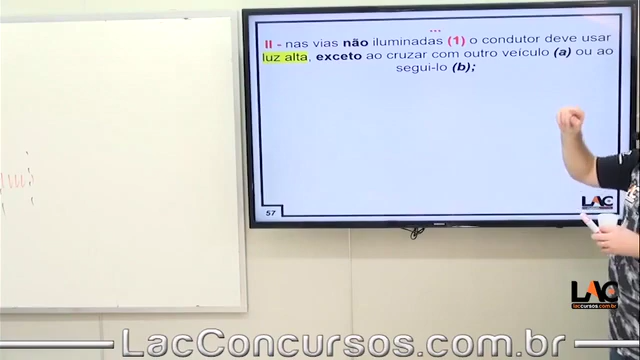 ...
II - nas vias não iluminadas (1) o condutor deve usar
luz alta, exceto ao cruzar com outro veículo (a) ou ao
segui-lo (b);
57
LAC
LAC
laccursos.com.br
LacConcursos.com.br